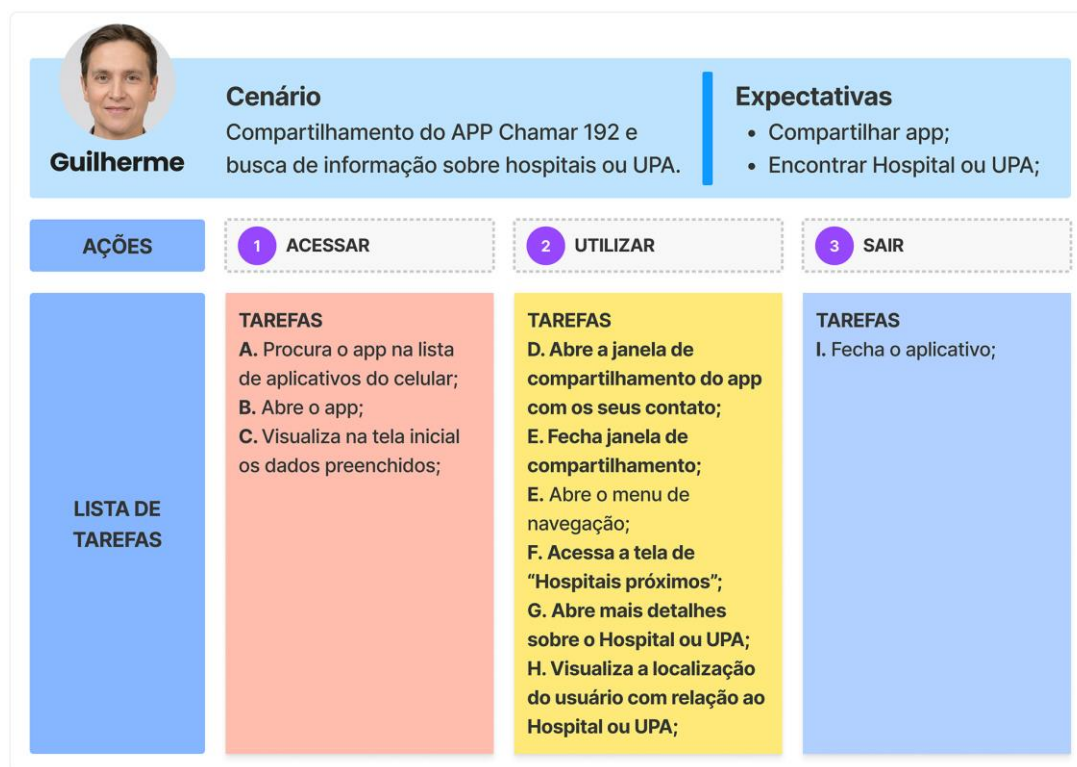 Guilherme
Cenário
Compartilhamento do APP Chamar 192 e
busca de informação sobre hospitais ou UPA.
Expectativas
• Compartilhar app;
• Encontrar Hospital ou UPA;
AÇÕES
1 ACESSAR
2 UTILIZAR
3 SAIR
LISTA DE
TAREFAS
TAREFAS
A. Procura o app na lista
de aplicativos do celular;
B. Abre o app;
C. Visualiza na tela inicial
os dados preenchidos;
TAREFAS
D. Abre a janela de
compartilhamento do app
com os seus contato;
E. Fecha janela de
compartilhamento;
E. Abre o menu de
navegação;
F. Acessa a tela de
“Hospitais próximos”;
G. Abre mais detalhes
sobre o Hospital ou UPA;
H. Visualiza a localização
do usuário com relação ao
Hospital ou UPA;
TAREFAS
I. Fecha o aplicativo;